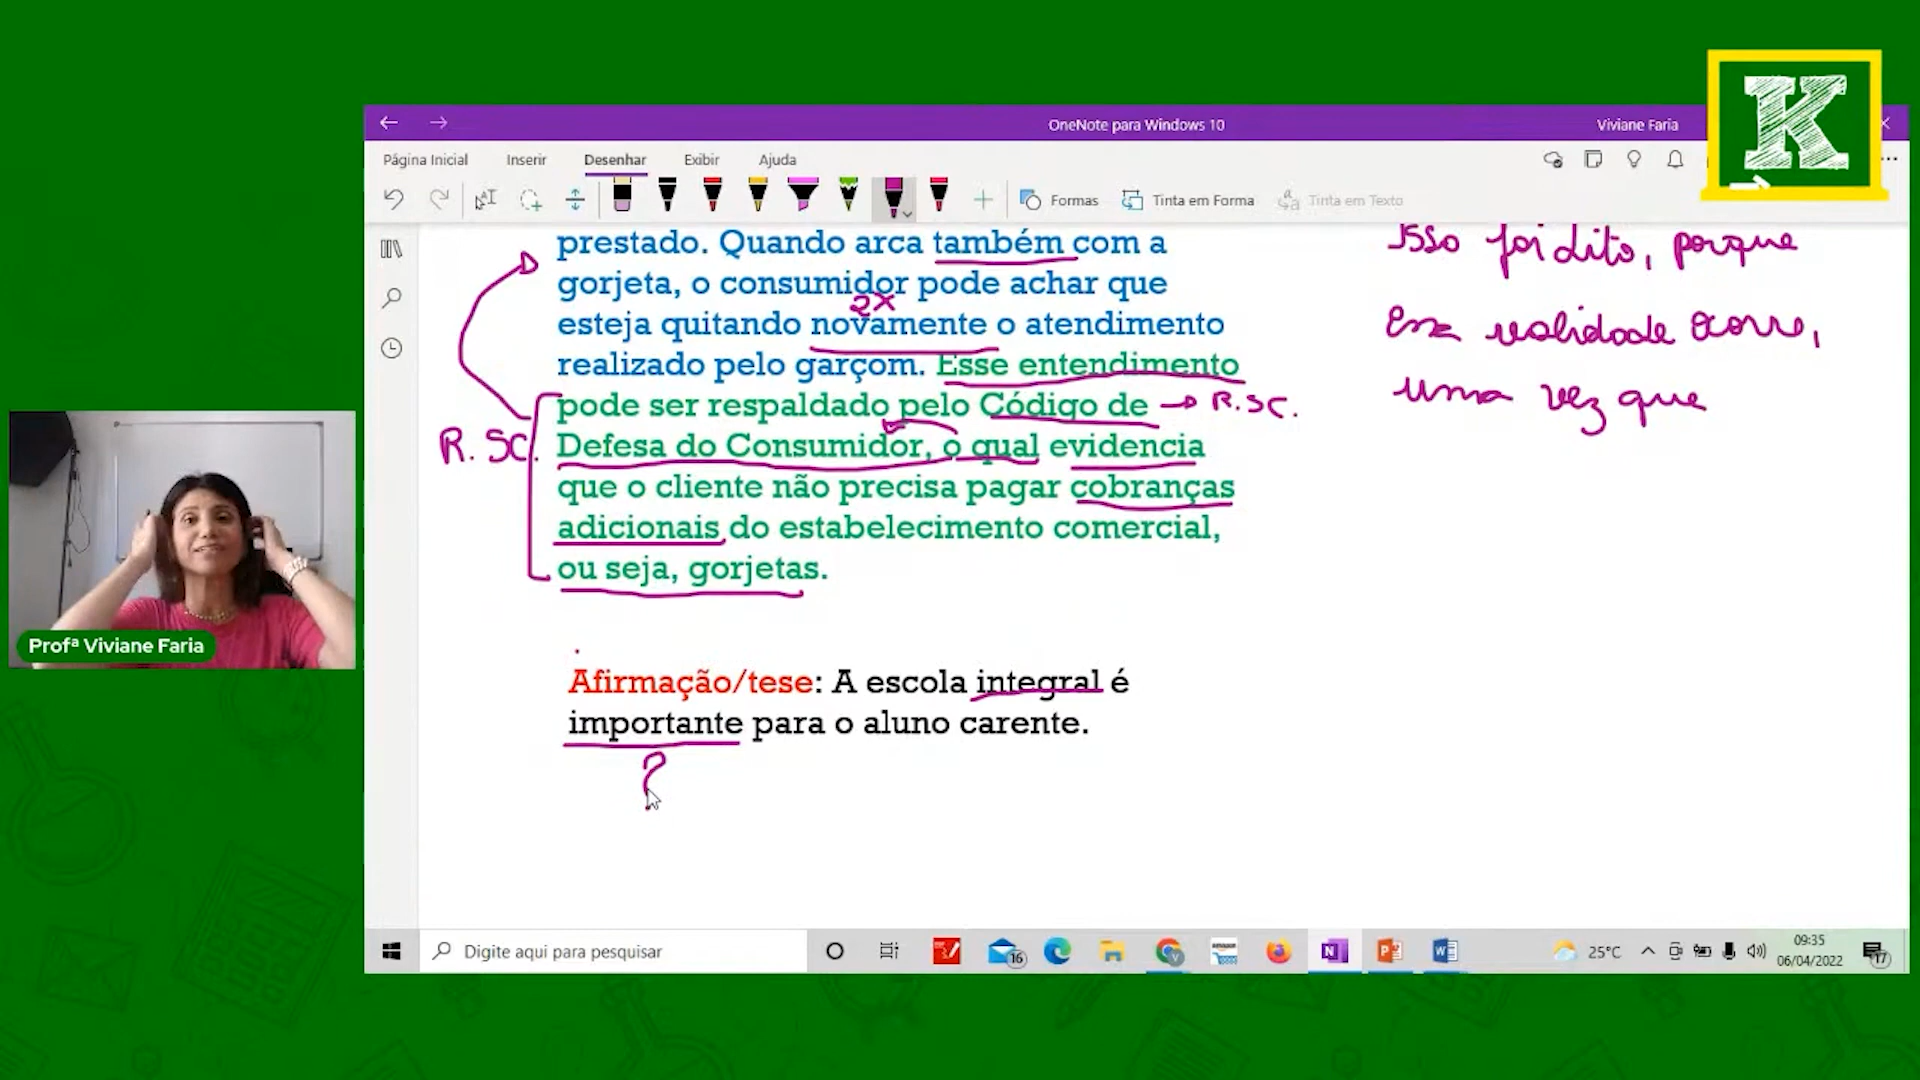 K
OneNote para Windows 10
Viviane Faria
Página Inicial
Inserir
Desenhar
Exibir
Ajuda
Formas
Tinta em Forma
Tinta em Texto
prestado. Quando arca também com a
gorjeta, o consumidor pode achar que
2x
esteja quitando novamente o atendimento
realizado pelo garçom. Esse entendimento
pode ser respaldado pelo Código de → R.SC.
R. SC.
Defesa do Consumidor, o qual evidencia
que o cliente não precisa pagar cobranças
adicionais do estabelecimento comercial,
ou seja, gorjetas.
Isso foi dito, porque
essa realidade ocorre,
uma vez que
Afirmação/tese: A escola integral é
importante para o aluno carente.
?
Profª Viviane Faria
Digite aqui para pesquisar
16
25°C
09:35
06/04/2022
17